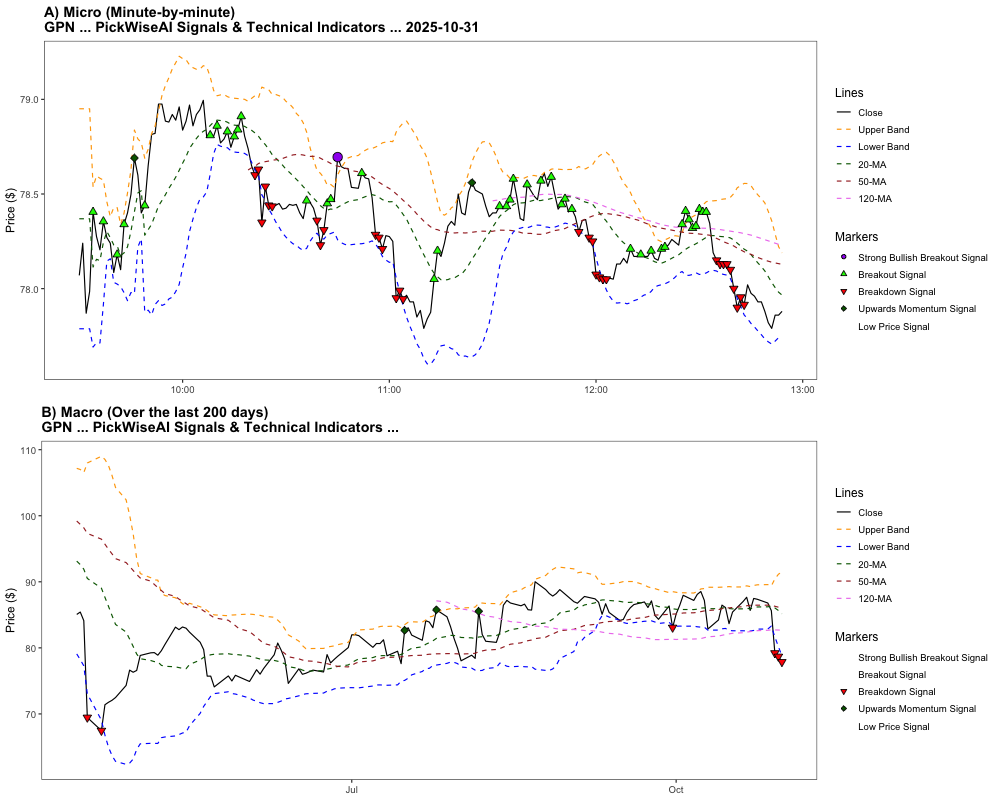 A) Micro (Minute-by-minute)
GPN ... PickWiseAI Signals & Technical Indicators ... 2025-10-31
79.0
78.5
78.0
Price ($)
10:00
11:00
12:00
13:00
Lines
Close
Upper Band
Lower Band
20-MA
50-MA
120-MA
Markers
Strong Bullish Breakout Signal
Breakout Signal
Breakdown Signal
Upwards Momentum Signal
Low Price Signal
B) Macro (Over the last 200 days)
GPN ... PickWiseAI Signals & Technical Indicators ...
110
100
90
80
70
Price ($)
Jul
Oct
Lines
Close
Upper Band
Lower Band
20-MA
50-MA
120-MA
Markers
Strong Bullish Breakout Signal
Breakout Signal
Breakdown Signal
Upwards Momentum Signal
Low Price Signal